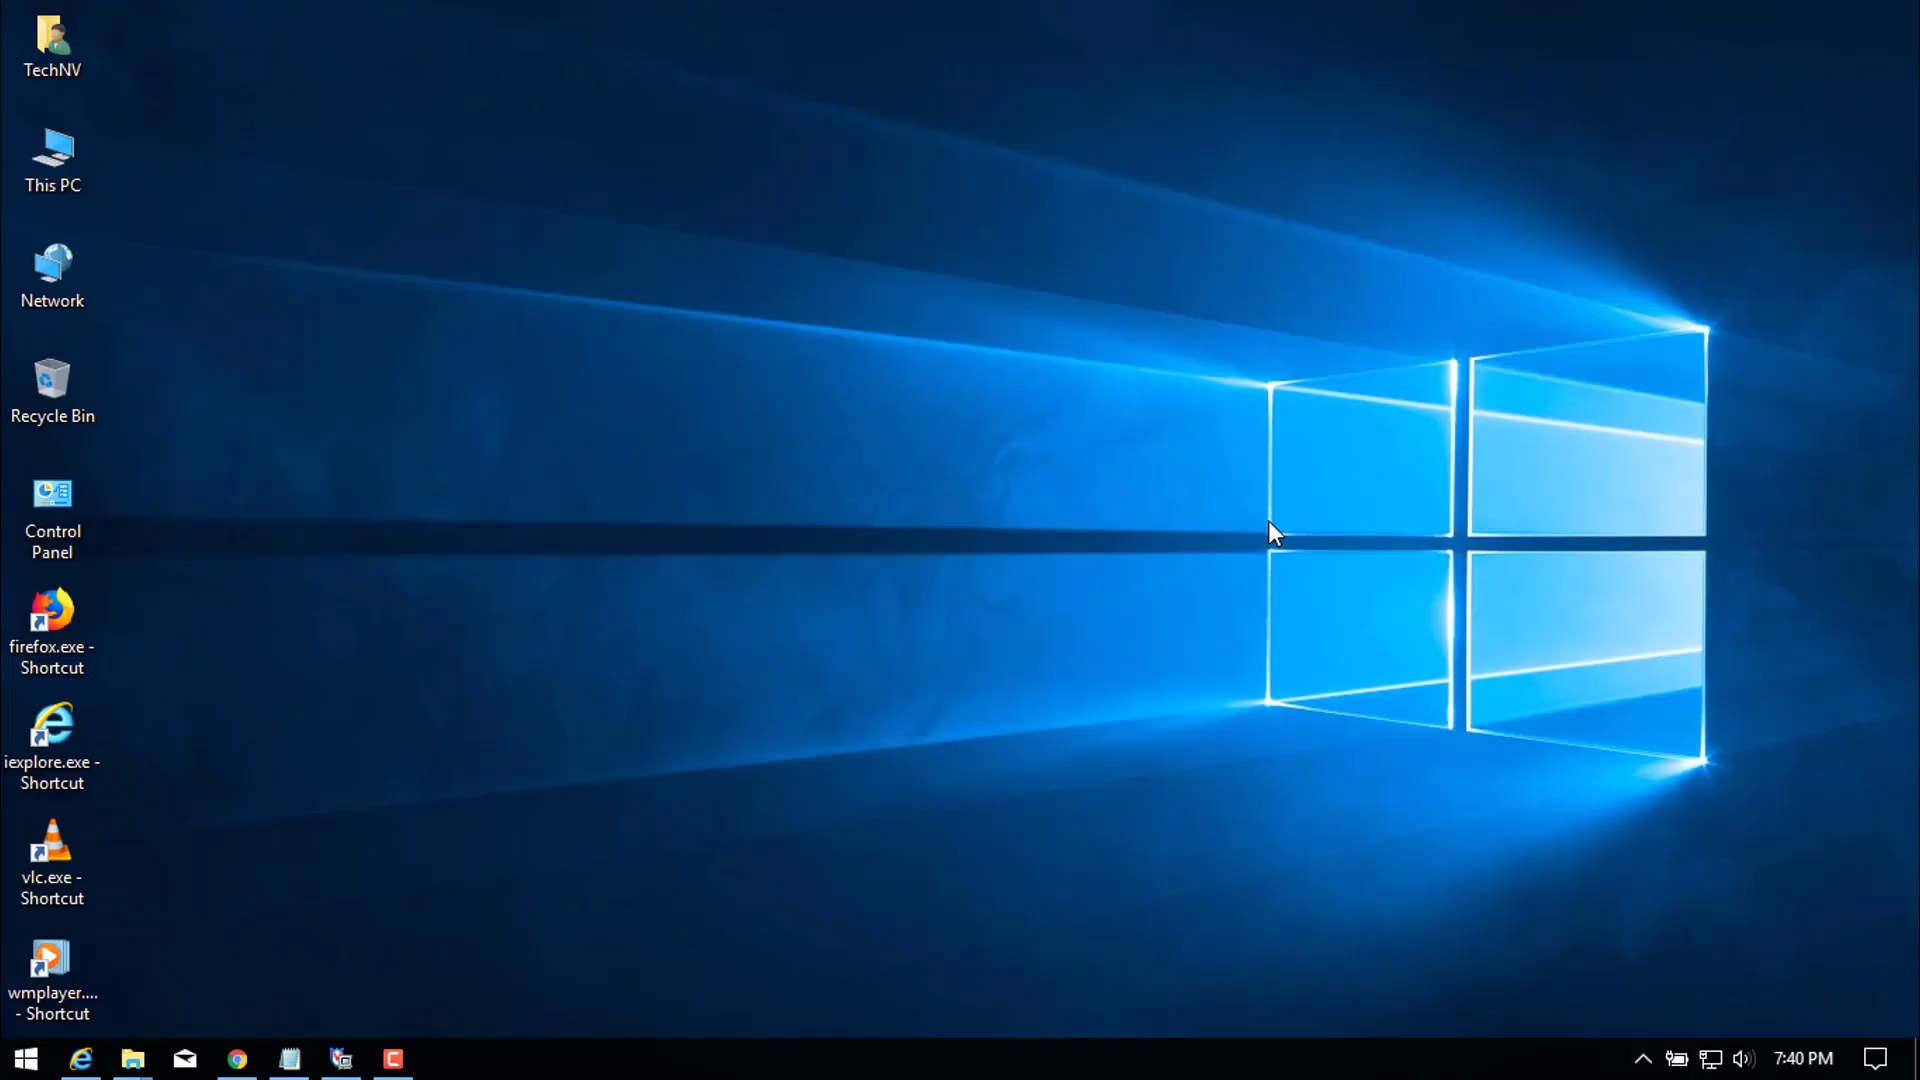 TechNV
This PC
Network
Recycle Bin
Control
Panel
firefox.exe -
Shortcut
iexplore.exe -
Shortcut
vlc.exe -
Shortcut
wmplayer....
- Shortcut
7:40 PM